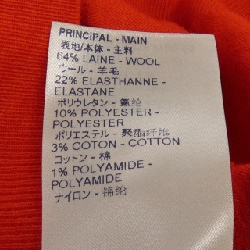 PRINCIPAL - MAIN
表地/本体 - 主料
64% LAINE - WOOL
ウール - 羊毛
22% ELASTHANNE -
ELASTANE
ポリウレタン - 氨纶
10% POLYESTER -
POLYESTER
ポリエステル - 聚酯纤维
3% COTON - COTTON
コットン - 棉
1% POLYAMIDE -
POLYAMIDE
ナイロン - 锦纶